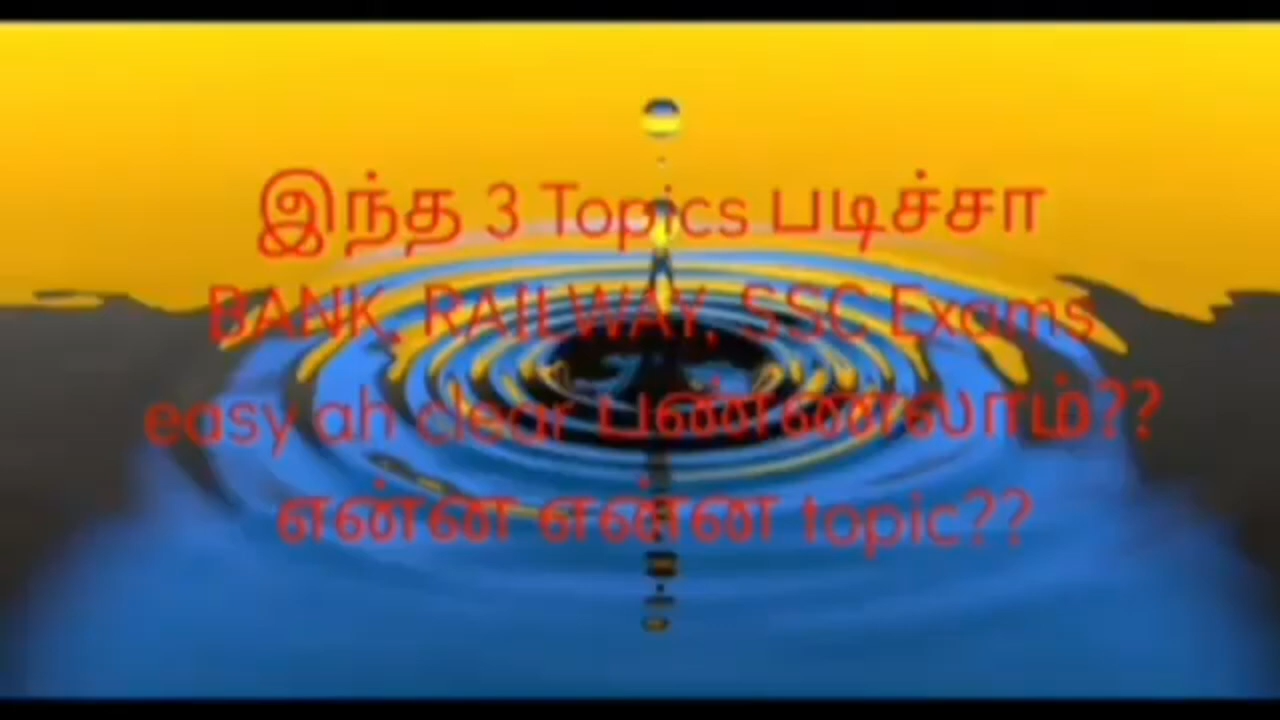 இந்த 3 Topics படிச்சா
BANK, RAILWAY, SSC Exams
easy ah clear பண்ணலாம்??
என்ன என்ன topic??